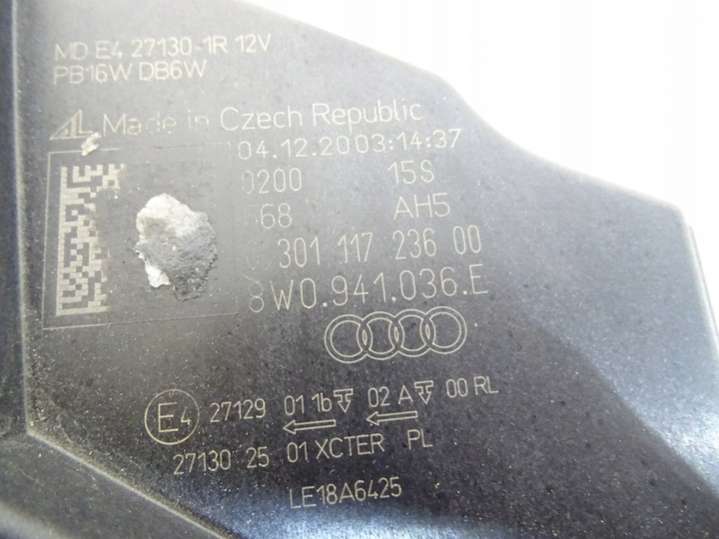 MD E4 27130-1R 12V
PB16W DB6W
Made in Czech Republic
04.12.2003:14:37
0200 15S
68 AH5
301 117 236 00
8W0.941.036.E
E4 27129 01 1b 02 A 00 RL
27130 25 01 XCTER PL
LE18A6425